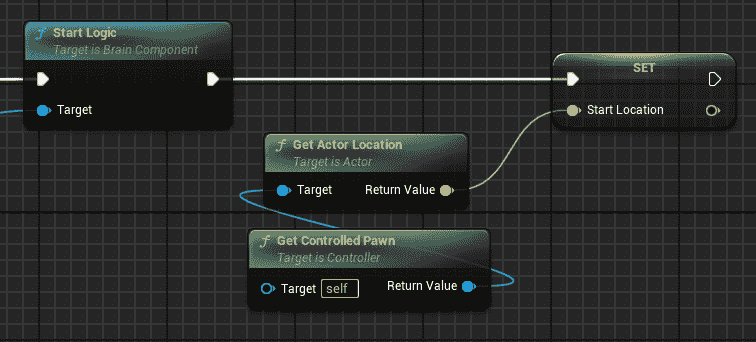 Start Logic
Target is Brain Component
Target
SET
Start Location
Get Actor Location
Target is Actor
Target Return Value
Get Controlled Pawn
Target is Controller
Target self Return Value